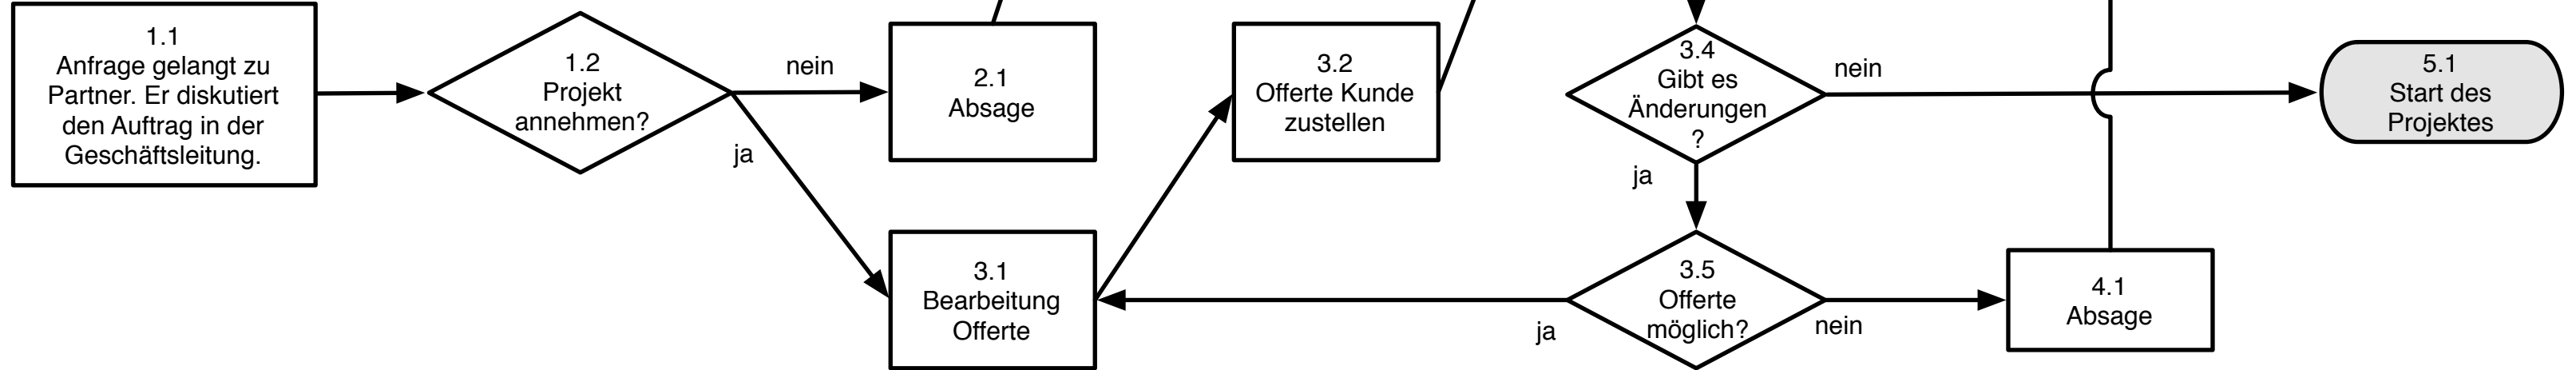 1.1
Anfrage gelangt zu
Partner. Er diskutiert
den Auftrag in der
Geschäftsleitung.
1.2
Projekt
annehmen?
nein
ja
2.1
Absage
3.1
Bearbeitung
Offerte
3.2
Offerte Kunde
zustellen
3.4
Gibt es
Änderungen
?
nein
ja
3.5
Offerte
möglich?
ja
nein
4.1
Absage
5.1
Start des
Projektes